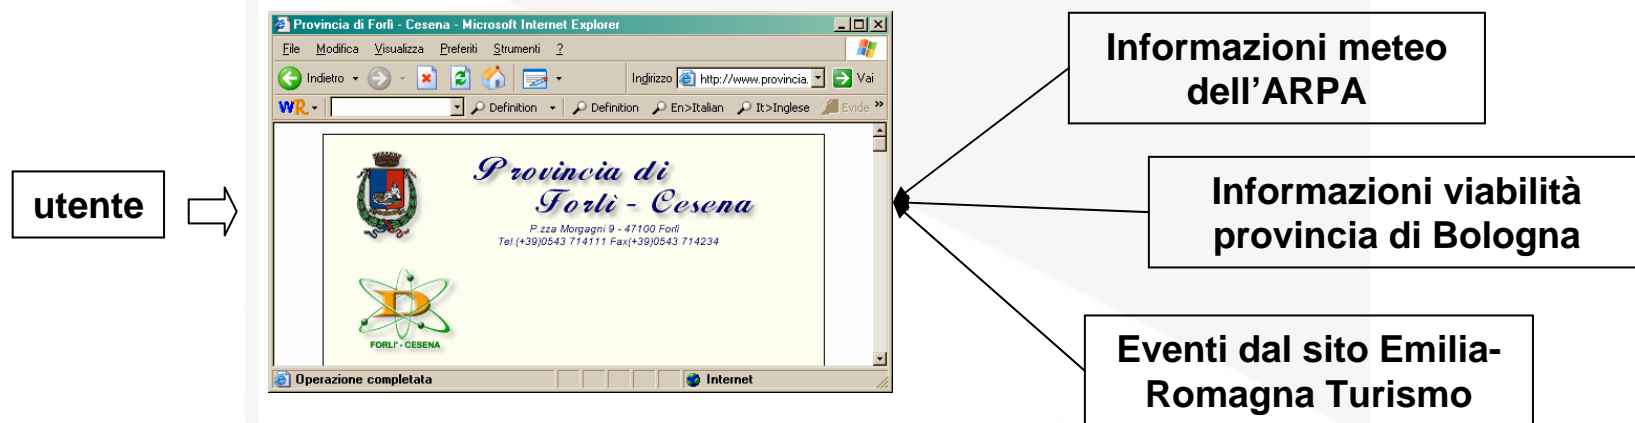 utente
Provincia di Forlì - Cesena - Microsoft Internet Explorer
File Modifica Visualizza Preferiti Strumenti ?
Indietro Indirizzo http://www.provincia. Vai
WR Definition Definition En>Italian It>Inglese Evide »
Provincia di
Forlì - Cesena
P.zza Morgagni 9 - 47100 Forlì
Tel.(+39)0543 714111 Fax(+39)0543 714234
FORLI' - CESENA
Operazione completata Internet
Informazioni meteo
dell'ARPA
Informazioni viabilità
provincia di Bologna
Eventi dal sito Emilia-
Romagna Turismo